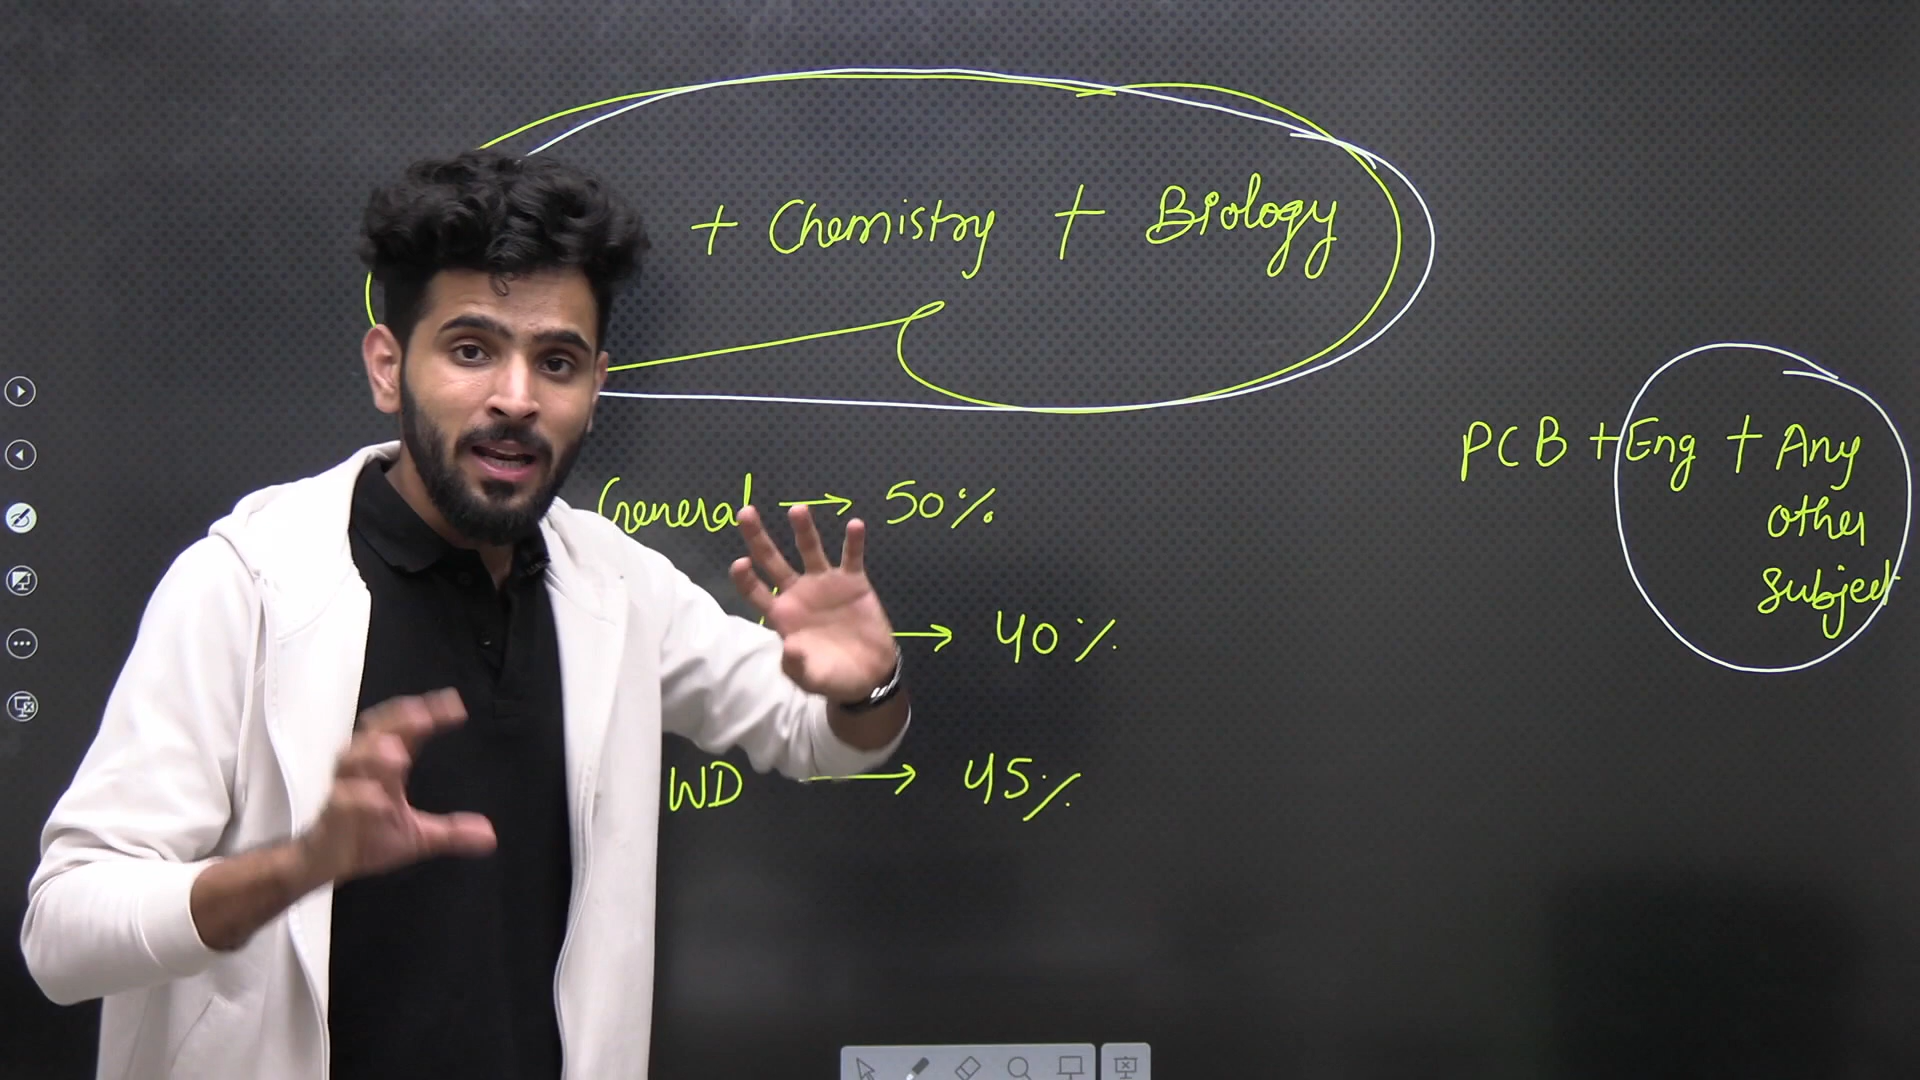 + Chemistry + Biology
PCB + Eng + Any
other
subject
General → 50%
→ 40%
WD → 45%